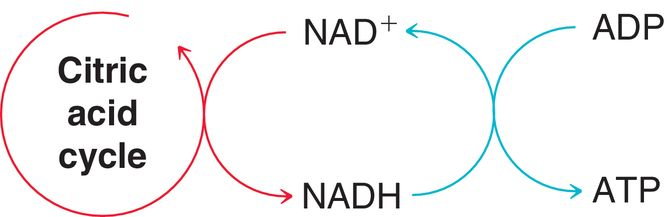 Citric
acid
cycle
NAD⁺
NADH
ADP
ATP